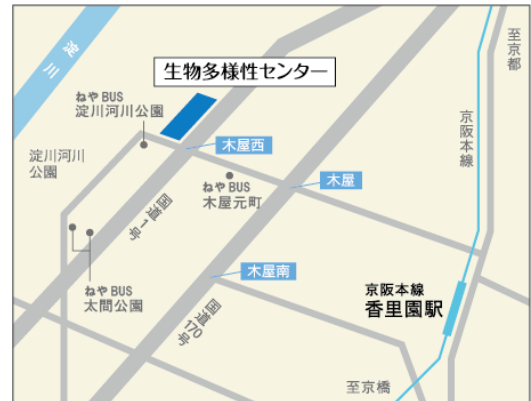 淀川
生物多様性センター
至京都
ねやBUS
淀川河川公園
京阪本線
木屋西
淀川河川
公園
ねやBUS
木屋元町
木屋
国道1号
木屋南
ねやBUS
太間公園
京阪本線
香里園駅
国道170号
至京橋